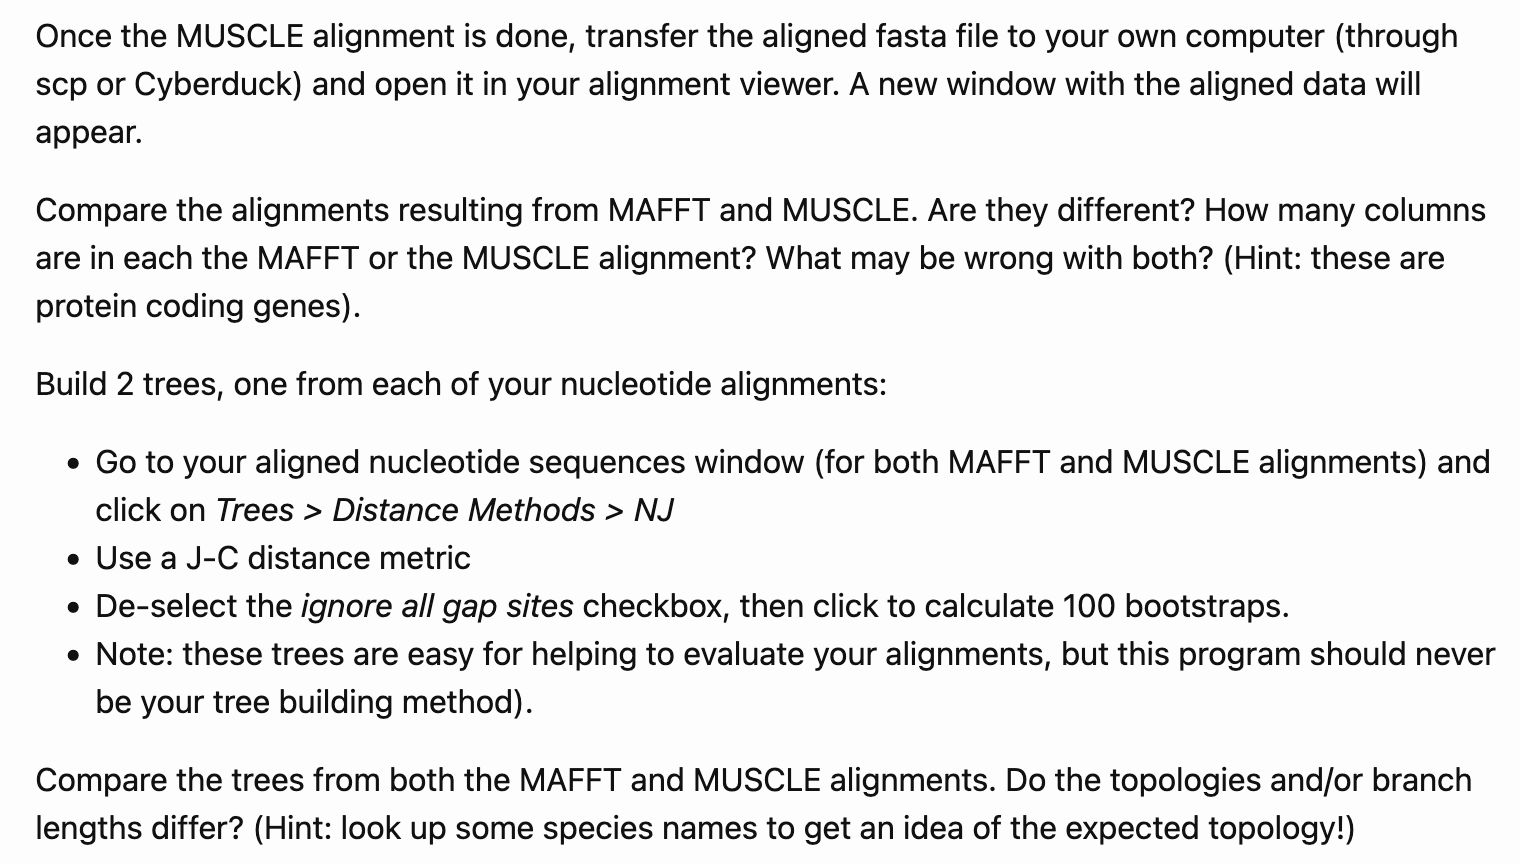 Once the MUSCLE alignment is done, transfer the aligned fasta file to your own computer (through
scp or Cyberduck) and open it in your alignment viewer. A new window with the aligned data will
appear.
Compare the alignments resulting from MAFFT and MUSCLE. Are they different? How many columns
are in each the MAFFT or the MUSCLE alignment? What may be wrong with both? (Hint: these are
protein coding genes).
Build 2 trees, one from each of your nucleotide alignments:
• Go to your aligned nucleotide sequences window (for both MAFFT and MUSCLE alignments) and
click on Trees > Distance Methods > NJ
• Use a J-C distance metric
• De-select the ignore all gap sites checkbox, then click to calculate 100 bootstraps.
• Note: these trees are easy for helping to evaluate your alignments, but this program should never
be your tree building method).
Compare the trees from both the MAFFT and MUSCLE alignments. Do the topologies and/or branch
lengths differ? (Hint: look up some species names to get an idea of the expected topology!)